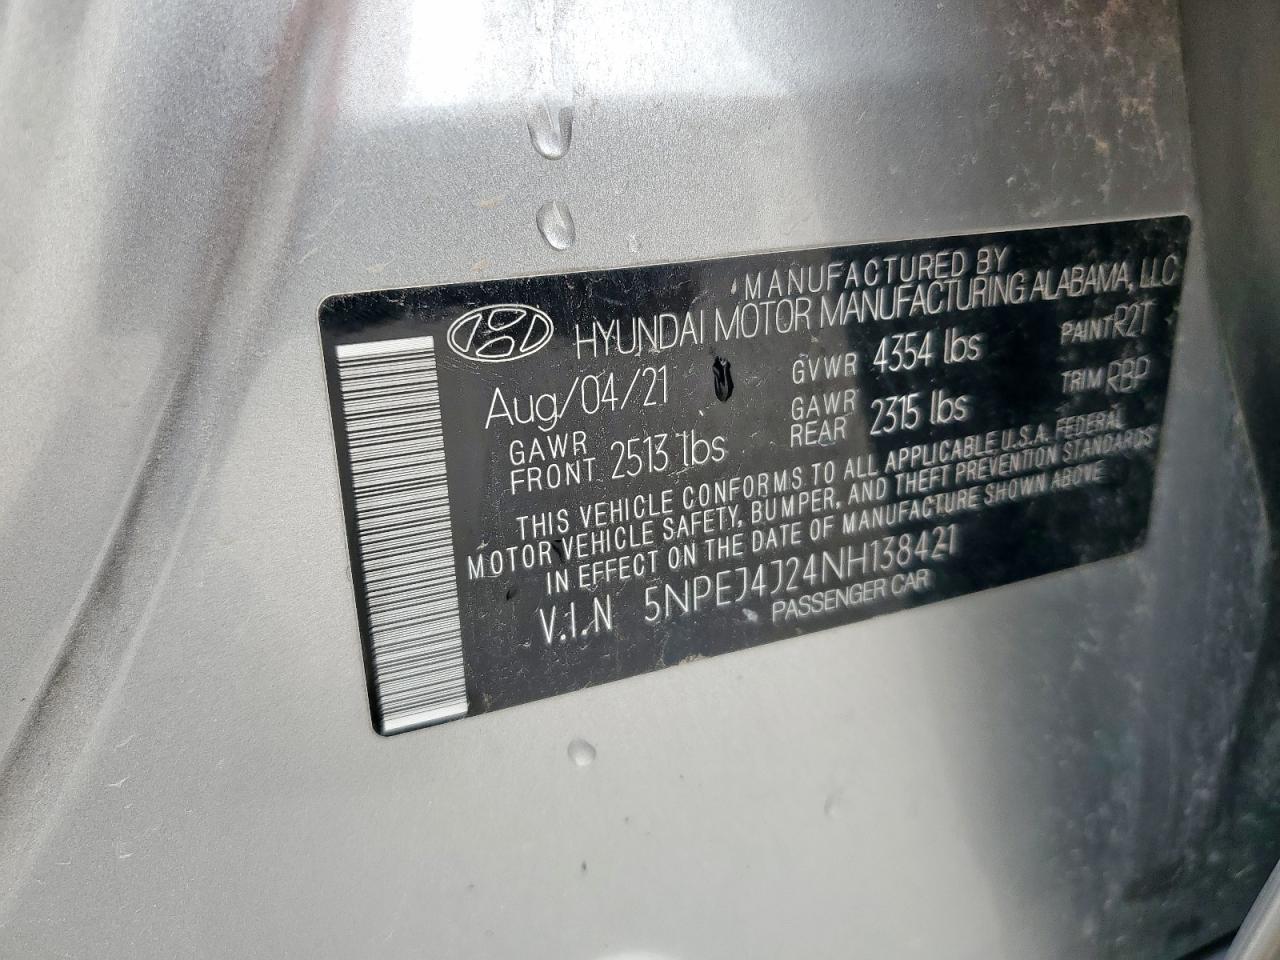 MANUFACTURED BY
HYUNDAI MOTOR MANUFACTURING ALABAMA, LLC
Aug/04/21 GVWR 4354 lbs PAINT R2T
GAWR FRONT 2513 lbs GAWR REAR 2315 lbs TRIM RBP
THIS VEHICLE CONFORMS TO ALL APPLICABLE U.S.A. FEDERAL
MOTOR VEHICLE SAFETY, BUMPER, AND THEFT PREVENTION STANDARDS
IN EFFECT ON THE DATE OF MANUFACTURE SHOWN ABOVE
V.I.N 5NPEJ4J24NH138421
PASSENGER CAR